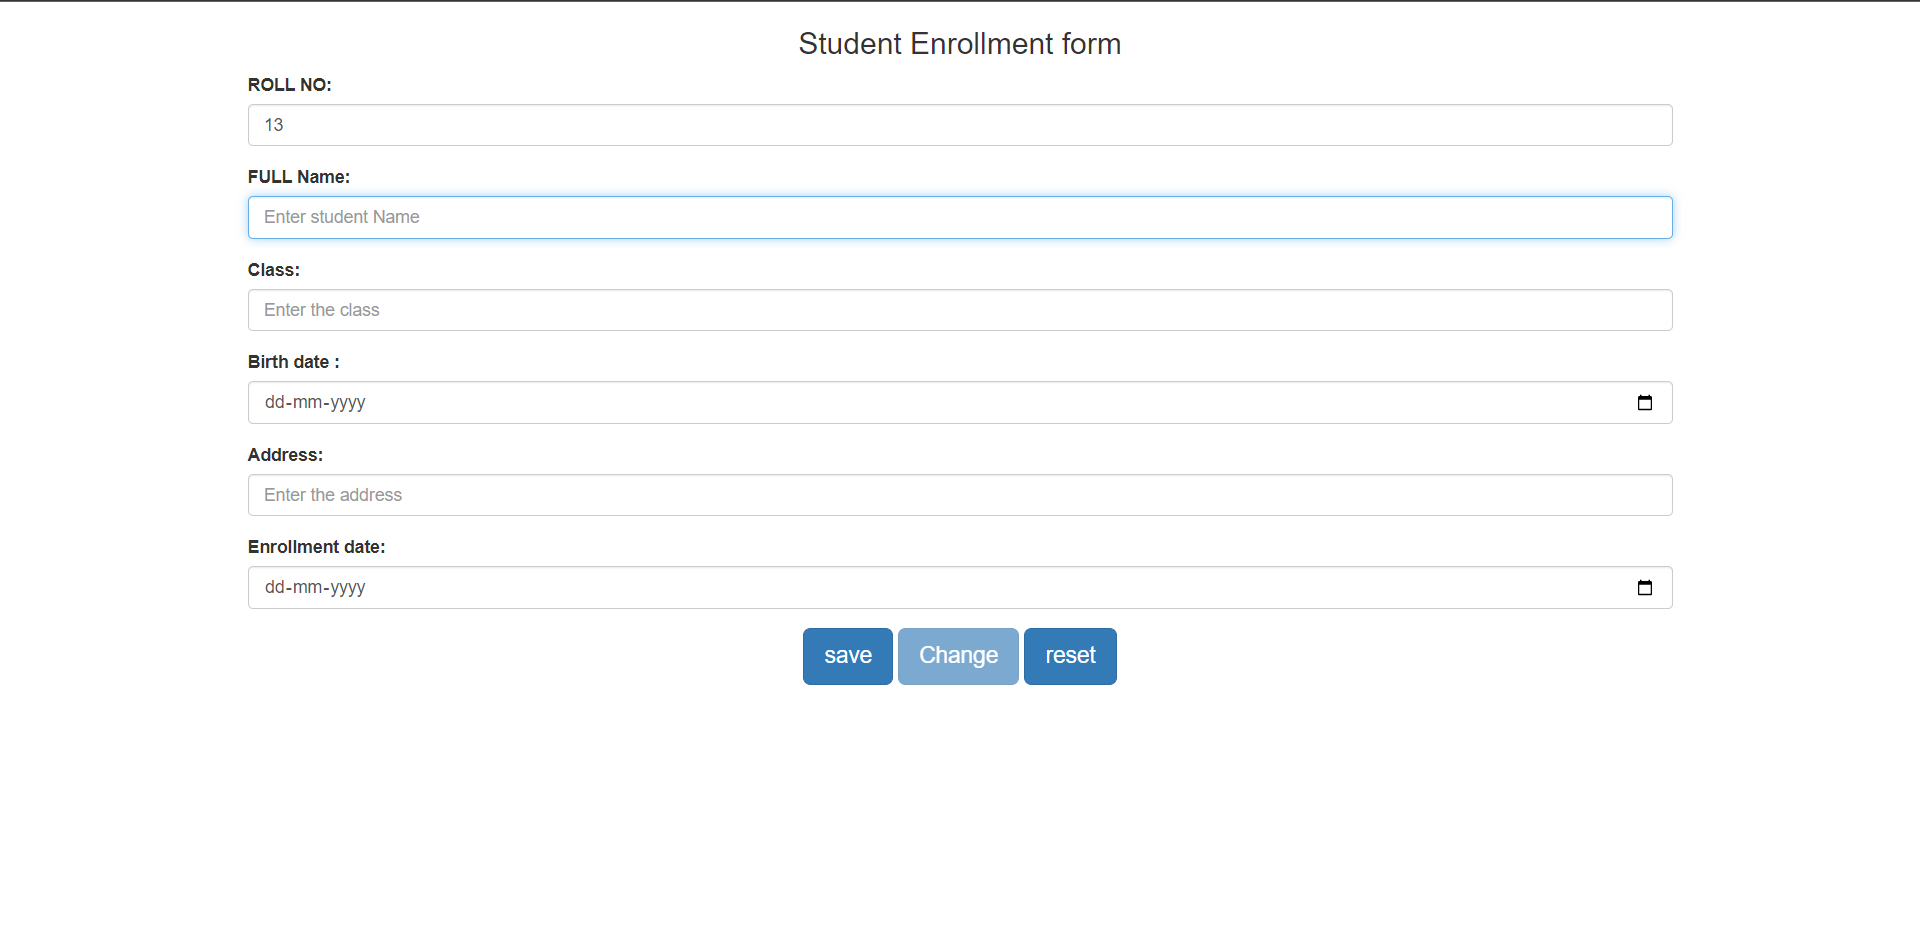 Student Enrollment form
ROLL NO:
13
FULL Name:
Enter student Name
Class:
Enter the class
Birth date :
dd-mm-yyyy
Address:
Enter the address
Enrollment date:
dd-mm-yyyy
save Change reset